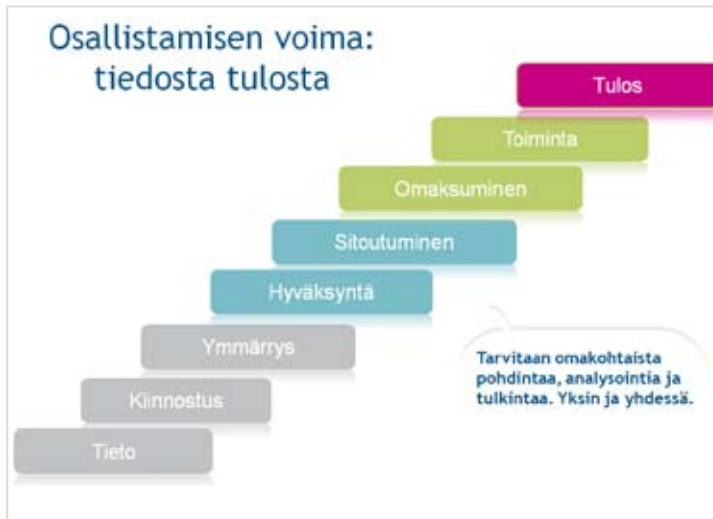 Osallistamisen voima:
tiedosta tulosta
Tulos
Toiminta
Omaksuminen
Sitoutuminen
Hyväksyntä
Ymmärrys
Kiinnostus
Tieto
Tarvitaan omakohtaista
pohdintaa, analysointia ja
tulkintaa. Yksin ja yhdessä.